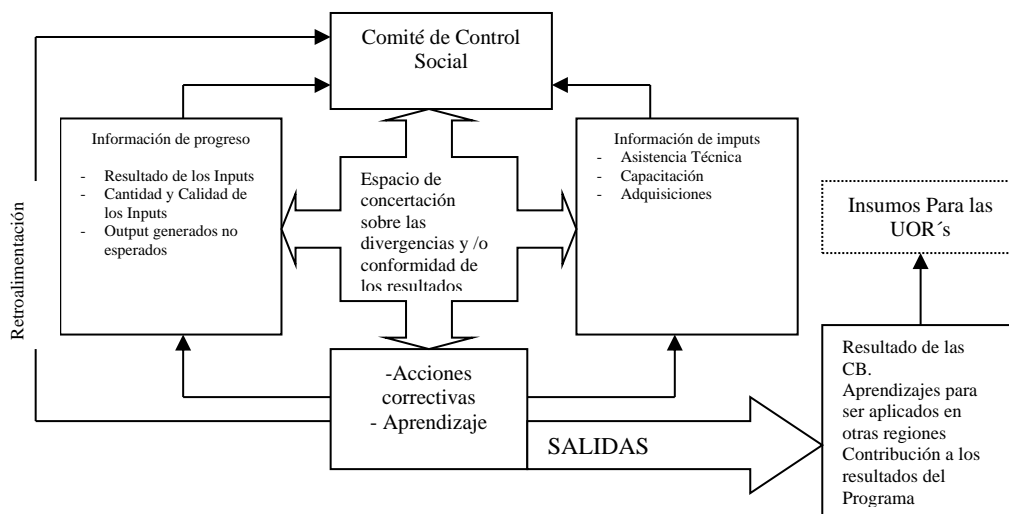 Comité de Control
Social
Información de progreso
- Resultado de los Inputs
- Cantidad y Calidad de
los Inputs
- Output generados no
esperados
Espacio de
concertación
sobre las
divergencias y /o
conformidad de
los resultados
Información de imputs
- Asistencia Técnica
- Capacitación
- Adquisiciones
Insumos Para las
UOR´s
Retroalimentación
-Acciones
correctivas
- Aprendizaje
SALIDAS
Resultado de las
CB.
Aprendizajes para
ser aplicados en
otras regiones
Contribución a los
resultados del
Programa